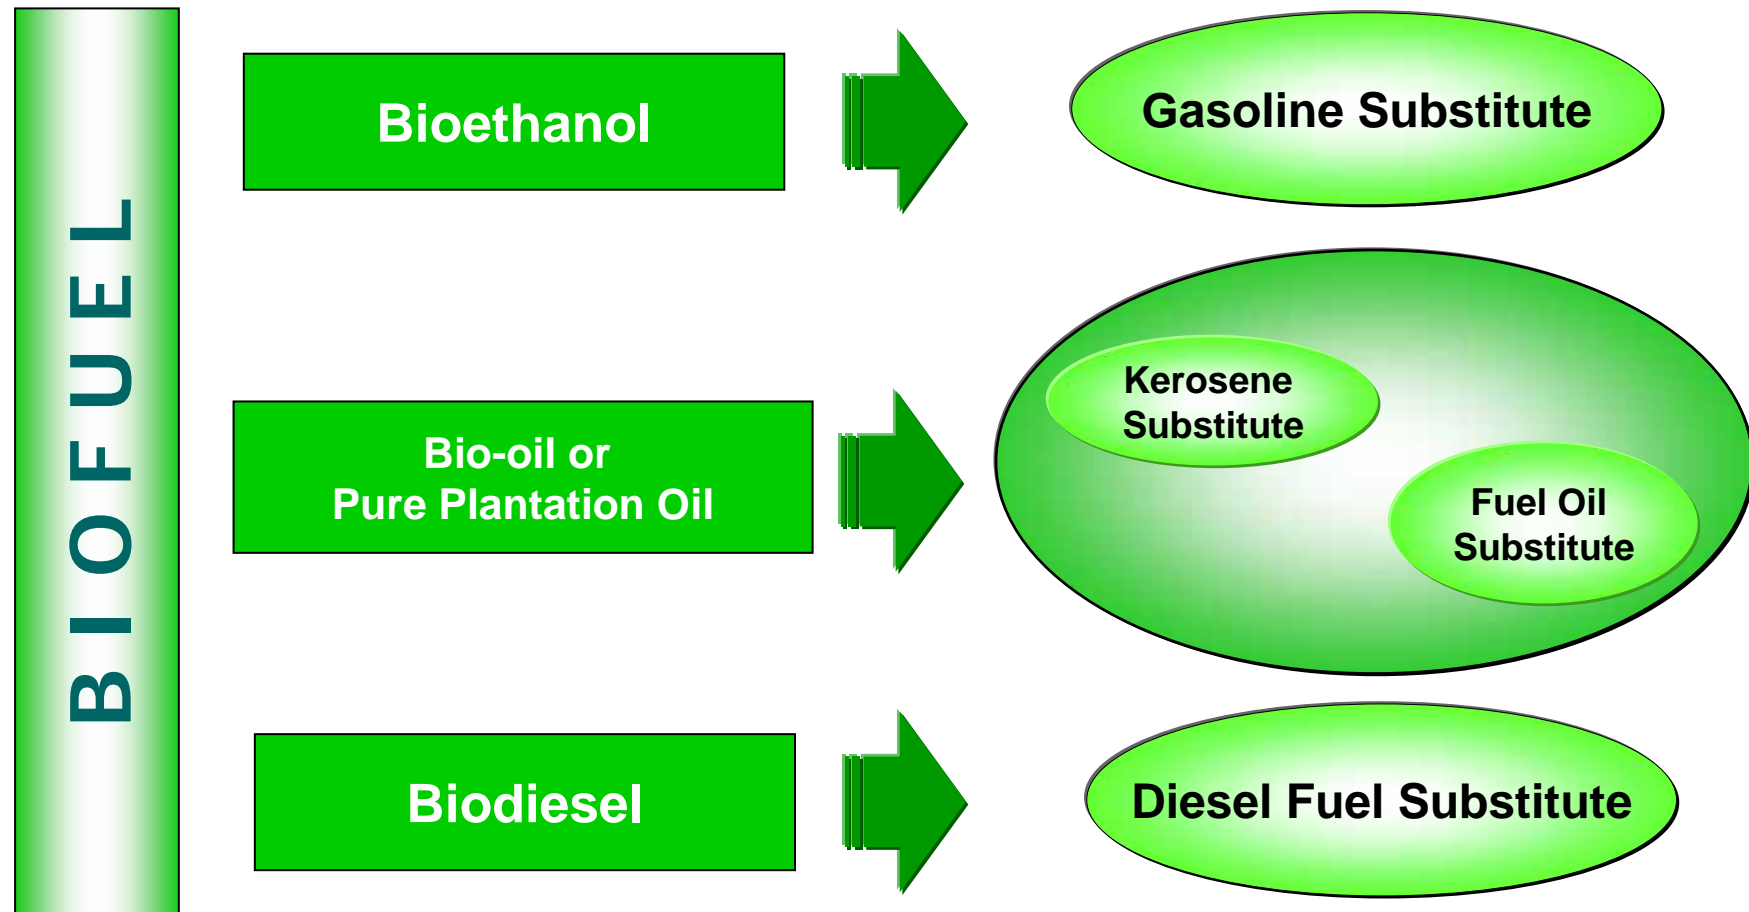 BIOFUEL
Bioethanol
Gasoline Substitute
Bio-oil or
Pure Plantation Oil
Kerosene
Substitute
Fuel Oil
Substitute
Biodiesel
Diesel Fuel Substitute